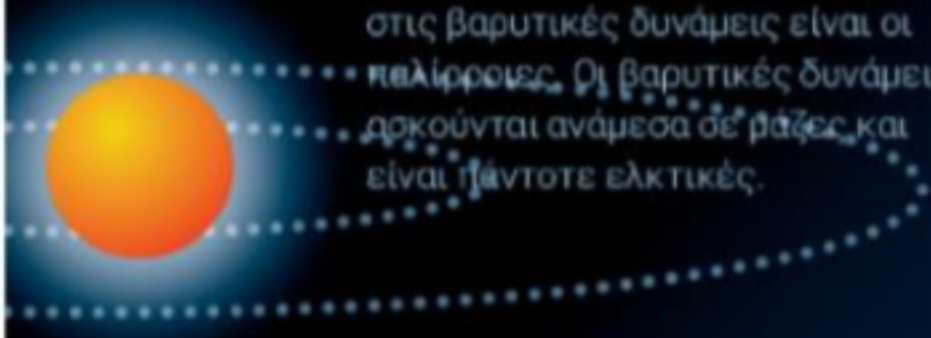 στις βαρυτικές δυνάμεις είναι οι
παλίρροιες. Οι βαρυτικές δυνάμει
ασκούνται ανάμεσα σε μάζες και
είναι πάντοτε ελκτικές.